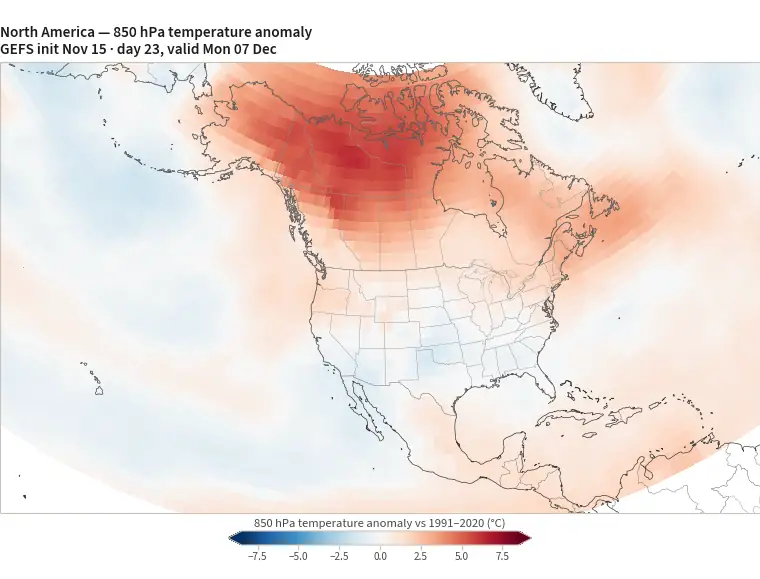 North America — 850 hPa temperature anomaly
GEFS init Nov 15 · day 23, valid Mon 07 Dec
850 hPa temperature anomaly vs 1991–2020 (°C)
−7.5 −5.0 −2.5 0.0 2.5 5.0 7.5